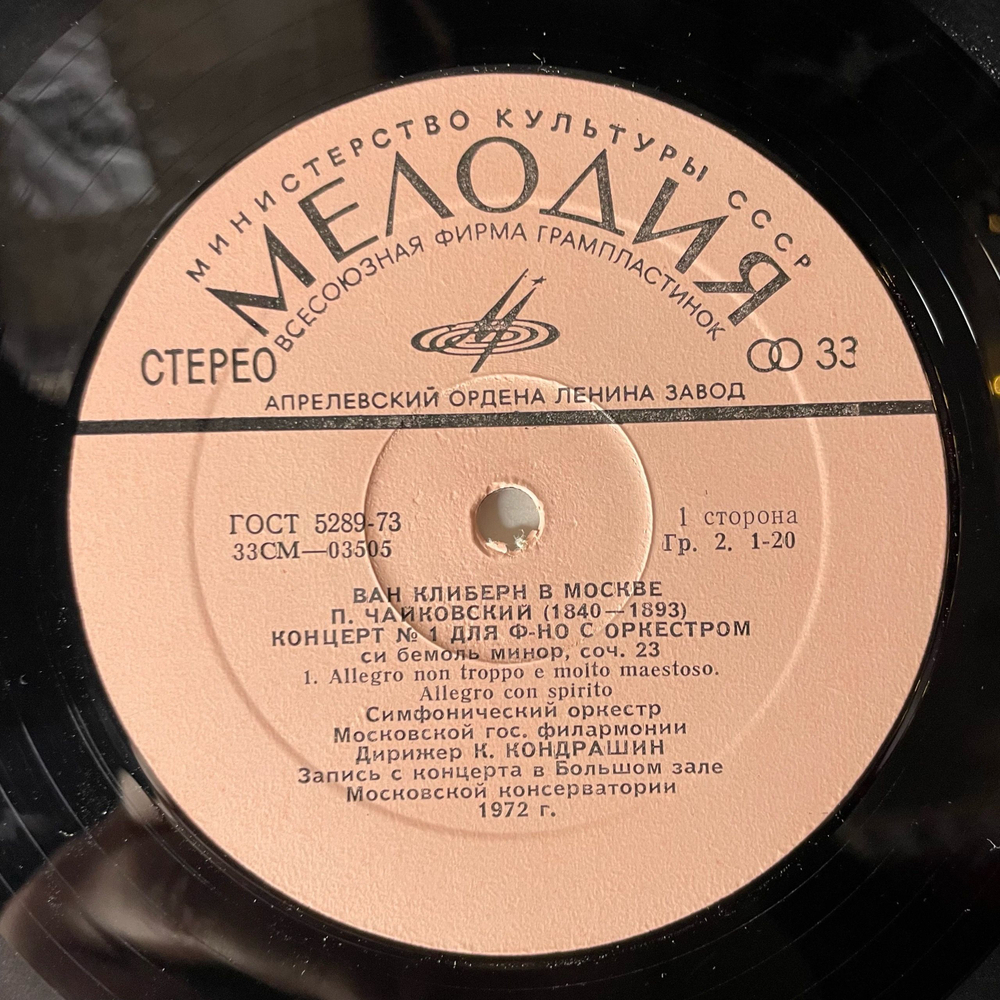 МИНИСТЕРСТВО КУЛЬТУРЫ СССР
МЕЛОДИЯ
ВСЕСОЮЗНАЯ ФИРМА ГРАМПЛАСТИНОК
СТЕРЕО
33
АПРЕЛЕВСКИЙ ОРДЕНА ЛЕНИНА ЗАВОД
ГОСТ 5289-73
1 сторона
33СМ—03505
Гр. 2. 1-20
ВАН КЛИБЕРН В МОСКВЕ
П. ЧАЙКОВСКИЙ (1840—1893)
КОНЦЕРТ № 1 ДЛЯ Ф-НО С ОРКЕСТРОМ
си бемоль минор, соч. 23
1. Allegro non troppo e molto maestoso.
Allegro con spirito
Симфонический оркестр
Московской гос. филармонии
Дирижер К. КОНДРАШИН
Запись с концерта в Большом зале
Московской консерватории
1972 г.